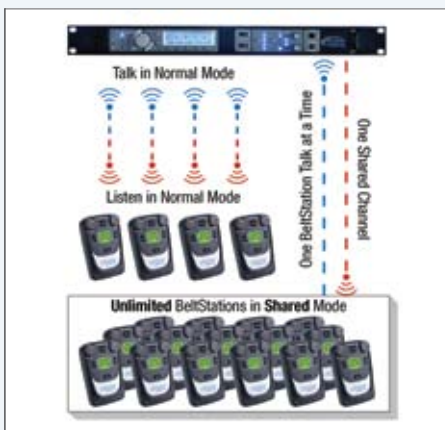 Talk in Normal Mode
Listen in Normal Mode
One BeltStation Talk at a Time
One Shared Channel
Unlimited BeltStations in Shared Mode